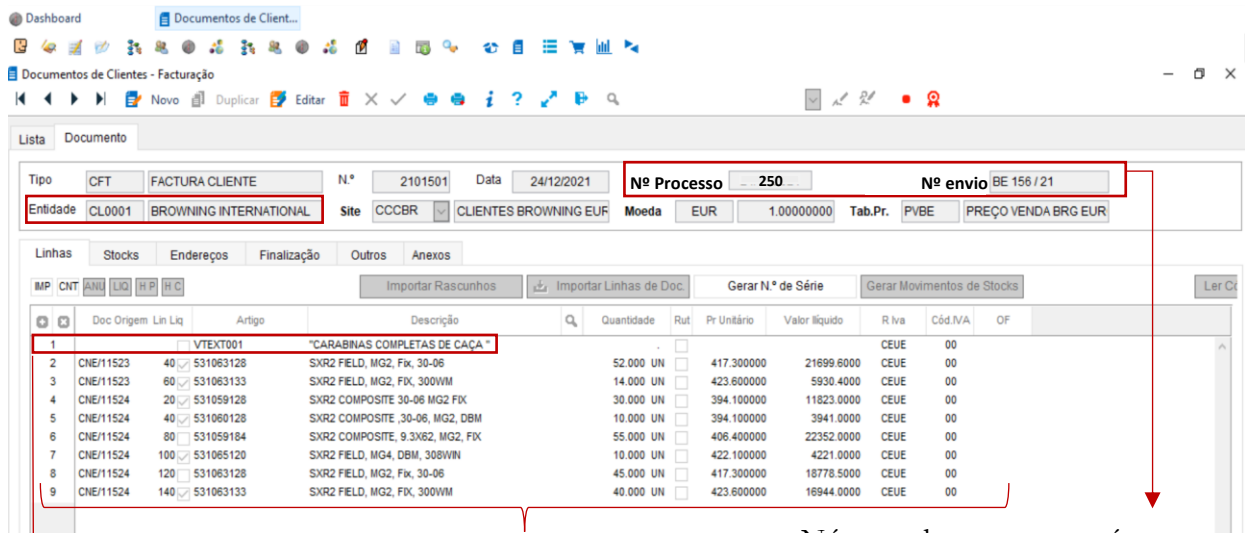 Dashboard Documentos de Client...
Documentos de Clientes - Facturação
Novo Duplicar Editar
Lista Documento
Tipo CFT FACTURA CLIENTE N.º 2101501 Data 24/12/2021 Nº Processo 250 Nº envio BE 156 / 21
Entidade CL0001 BROWNING INTERNATIONAL Site CCCBR CLIENTES BROWNING EUR Moeda EUR 1.00000000 Tab.Pr. PVBE PREÇO VENDA BRG EUR
Linhas Stocks Endereços Finalização Outros Anexos
IMP CNT ANU LIQ H P H C Importar Rascunhos Importar Linhas de Doc. Gerar N.º de Série Gerar Movimentos de Stocks Ler Co
Doc Origem Lin Liq Artigo Descrição Quantidade Rut Pr Unitário Valor líquido R Iva Cód.IVA OF
1 VTEXT001 "CARABINAS COMPLETAS DE CAÇA " . CEUE 00
2 CNE/11523 40 531063128 SXR2 FIELD, MG2, Fix, 30-06 52.000 UN 417.300000 21699.6000 CEUE 00
3 CNE/11523 60 531063133 SXR2 FIELD, MG2, FIX, 300WM 14.000 UN 423.600000 5930.4000 CEUE 00
4 CNE/11524 20 531059128 SXR2 COMPOSITE 30-06 MG2 FIX 30.000 UN 394.100000 11823.0000 CEUE 00
5 CNE/11524 40 531060128 SXR2 COMPOSITE ,30-06, MG2, DBM 10.000 UN 394.100000 3941.0000 CEUE 00
6 CNE/11524 80 531059184 SXR2 COMPOSITE, 9.3X62, MG2, FIX 55.000 UN 406.400000 22352.0000 CEUE 00
7 CNE/11524 100 531065120 SXR2 FIELD, MG4, DBM, 308WIN 10.000 UN 422.100000 4221.0000 CEUE 00
8 CNE/11524 120 531063128 SXR2 FIELD, MG2, Fix, 30-06 45.000 UN 417.300000 18778.5000 CEUE 00
9 CNE/11524 140 531063133 SXR2 FIELD, MG2, FIX, 300WM 40.000 UN 423.600000 16944.0000 CEUE 00